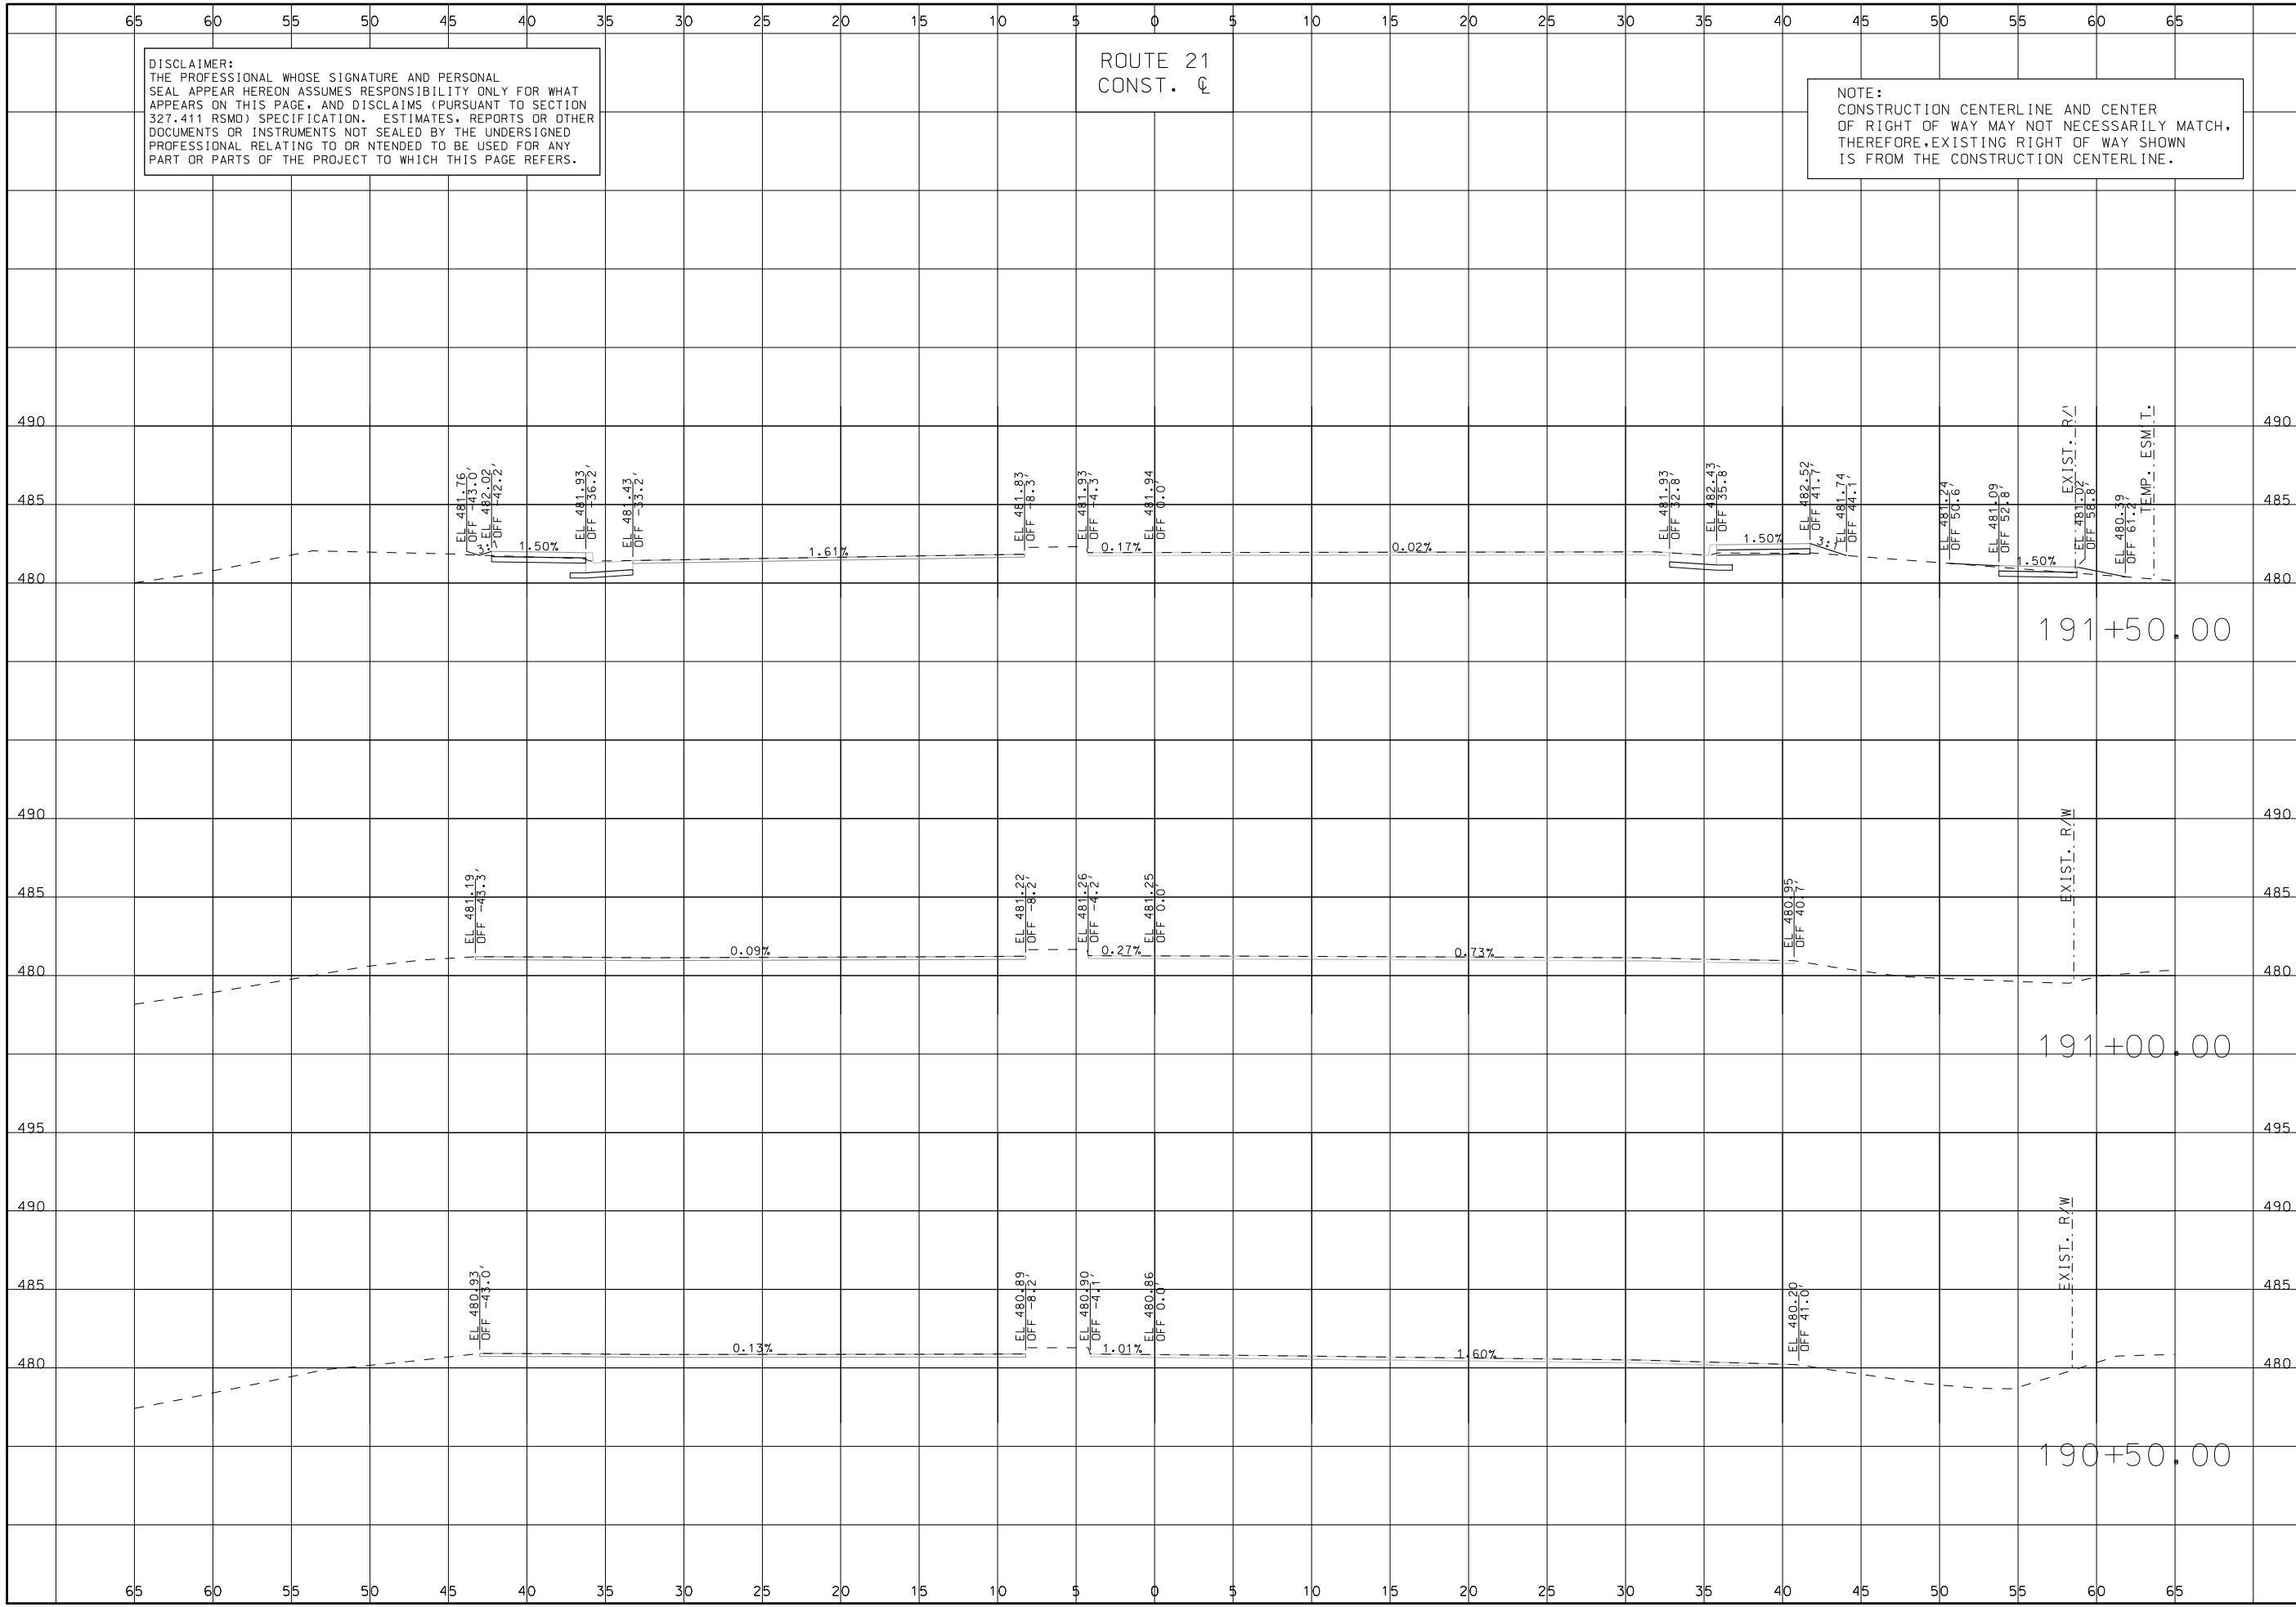 65 60 55 50 45 40 35 30 25 20 15 10 5 0 5 10 15 20 25 30 35 40 45 50 55 60 65
DISCLAIMER:
THE PROFESSIONAL WHOSE SIGNATURE AND PERSONAL
SEAL APPEAR HEREON ASSUMES RESPONSIBILITY ONLY FOR WHAT
APPEARS ON THIS PAGE, AND DISCLAIMS (PURSUANT TO SECTION
327.411 RSMO) SPECIFICATION. ESTIMATES, REPORTS OR OTHER
DOCUMENTS OR INSTRUMENTS NOT SEALED BY THE UNDERSIGNED
PROFESSIONAL RELATING TO OR NTENDED TO BE USED FOR ANY
PART OR PARTS OF THE PROJECT TO WHICH THIS PAGE REFERS.
ROUTE 21
CONST. ℄
NOTE:
CONSTRUCTION CENTERLINE AND CENTER
OF RIGHT OF WAY MAY NOT NECESSARILY MATCH,
THEREFORE,EXISTING RIGHT OF WAY SHOWN
IS FROM THE CONSTRUCTION CENTERLINE.
490 490
485 485
480 480
EL 481.76
OFF -43.0'
EL 482.02
OFF -42.2'
EL 481.93
OFF -36.2'
EL 481.43
OFF -33.2'
EL 481.83
OFF -8.3'
EL 481.93
OFF -4.3'
EL 481.94
OFF 0.0'
EL 481.93
OFF 32.8'
EL 482.43
OFF 35.8'
EL 482.52
OFF 41.7'
EL 481.74
OFF 44.1'
EL 481.24
OFF 50.6'
EL 481.09
OFF 52.8'
EXIST. R/
EL 481.02
OFF 58.8'
EL 480.39
OFF 61.2'
TEMP. ESM'T.
3:1 1.50% 1.61% 0.17% 0.02% 1.50% 3:1 1.50%
191+50.00
490 490
485 485
480 480
EL 481.19
OFF -43.3'
EL 481.22
OFF -8.2'
EL 481.26
OFF -4.2'
EL 481.25
OFF 0.0'
EL 480.95
OFF 40.7'
EXIST. R/W
0.09% 0.27% 0.73%
191+00.00
495 495
490 490
485 485
480 480
EL 480.93
OFF -43.0'
EL 480.89
OFF -8.2'
EL 480.90
OFF -4.1'
EL 480.86
OFF 0.0'
EL 480.20
OFF 41.0'
EXIST. R/W
0.13% 1.01% 1.60%
190+50.00
65 60 55 50 45 40 35 30 25 20 15 10 5 0 5 10 15 20 25 30 35 40 45 50 55 60 65